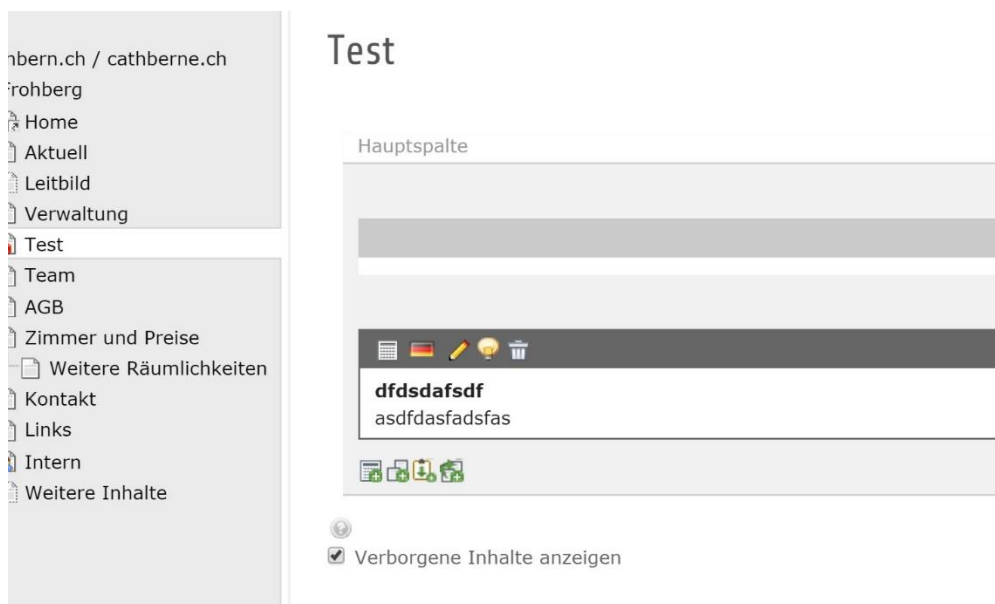 hbern.ch / cathberne.ch
Frohberg
Home
Aktuell
Leitbild
Verwaltung
Test
Team
AGB
Zimmer und Preise
Weitere Räumlichkeiten
Kontakt
Links
Intern
Weitere Inhalte
Test
Hauptspalte
dfdsdafsdf
asdfdasfadsfas
Verborgene Inhalte anzeigen